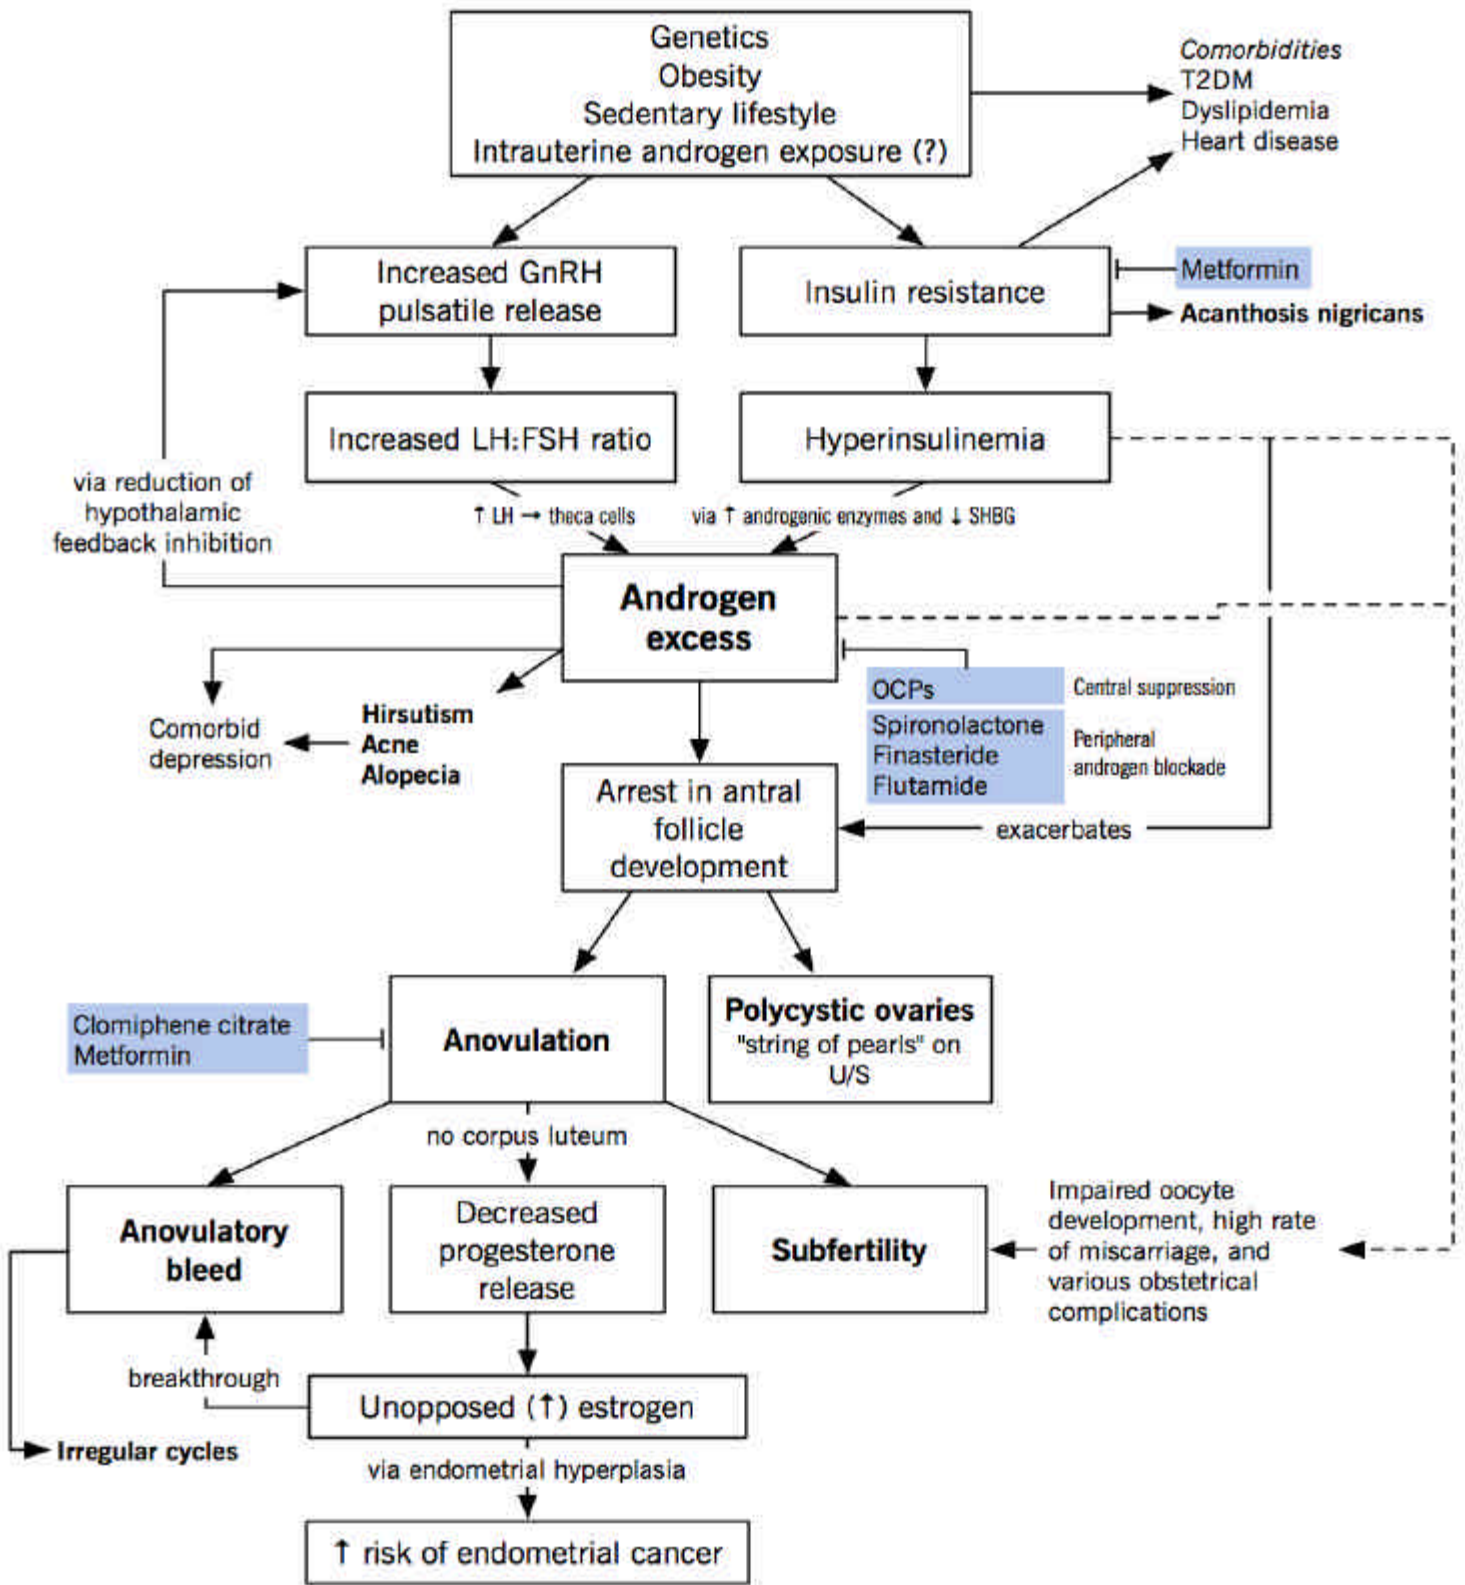 Genetics
Obesity
Sedentary lifestyle
Intrauterine androgen exposure (?)
Comorbidities
T2DM
Dyslipidemia
Heart disease
Increased GnRH
pulsatile release
Insulin resistance
Metformin
Acanthosis nigricans
Increased LH:FSH ratio
Hyperinsulinemia
via reduction of
hypothalamic
feedback inhibition
↑ LH → theca cells
via ↑ androgenic enzymes and ↓ SHBG
Androgen
excess
OCPs
Central suppression
Spironolactone
Finasteride
Flutamide
Peripheral
androgen blockade
Comorbid
depression
Hirsutism
Acne
Alopecia
Arrest in antral
follicle
development
exacerbates
Clomiphene citrate
Metformin
Anovulation
Polycystic ovaries
"string of pearls" on
U/S
no corpus luteum
Anovulatory
bleed
Decreased
progesterone
release
Subfertility
Impaired oocyte
development, high rate
of miscarriage, and
various obstetrical
complications
breakthrough
Unopposed (↑) estrogen
Irregular cycles
via endometrial hyperplasia
↑ risk of endometrial cancer